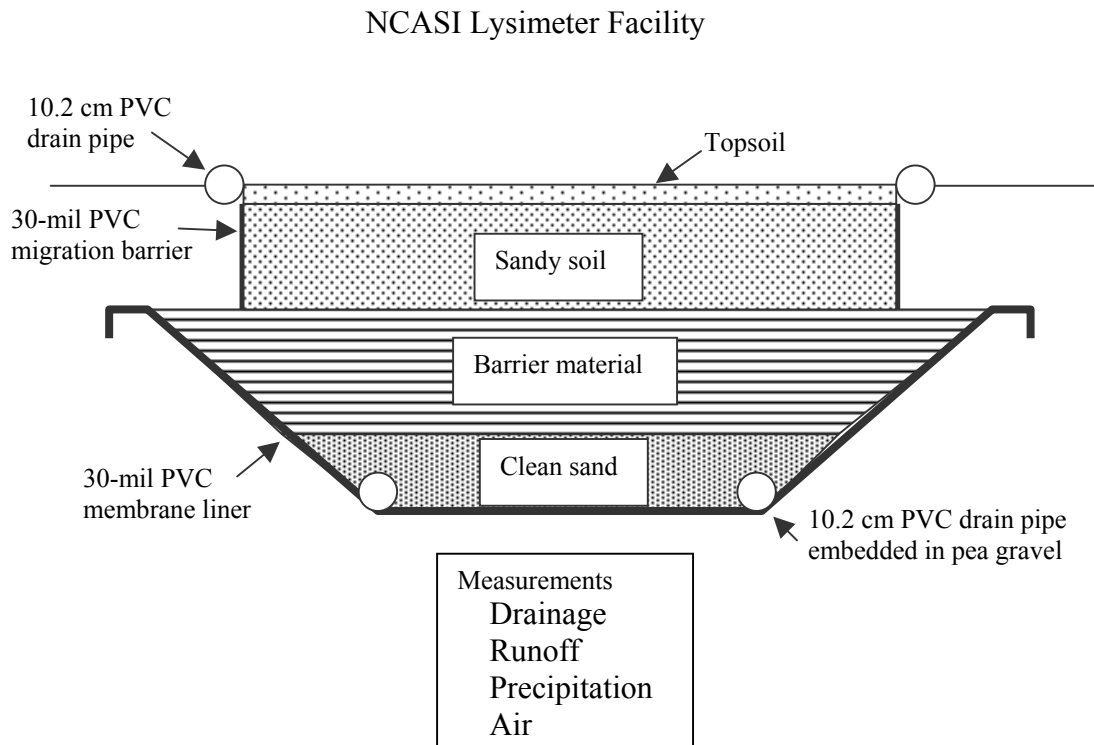 NCASI Lysimeter Facility
10.2 cm PVC
drain pipe
Topsoil
30-mil PVC
migration barrier
Sandy soil
Barrier material
Clean sand
30-mil PVC
membrane liner
10.2 cm PVC drain pipe
embedded in pea gravel
Measurements
Drainage
Runoff
Precipitation
Air